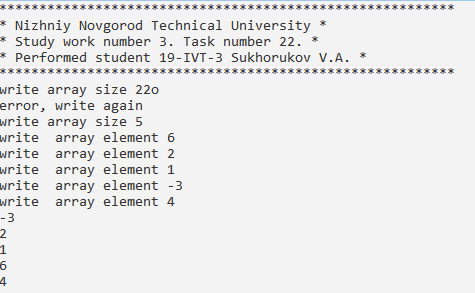 *********************************************************
* Nizhniy Novgorod Technical University *
* Study work number 3. Task number 22. *
* Performed student 19-IVT-3 Sukhorukov V.A. *
*********************************************************
write array size 22o
error, write again
write array size 5
write  array element 6
write  array element 2
write  array element 1
write  array element -3
write  array element 4
-3
2
1
6
4